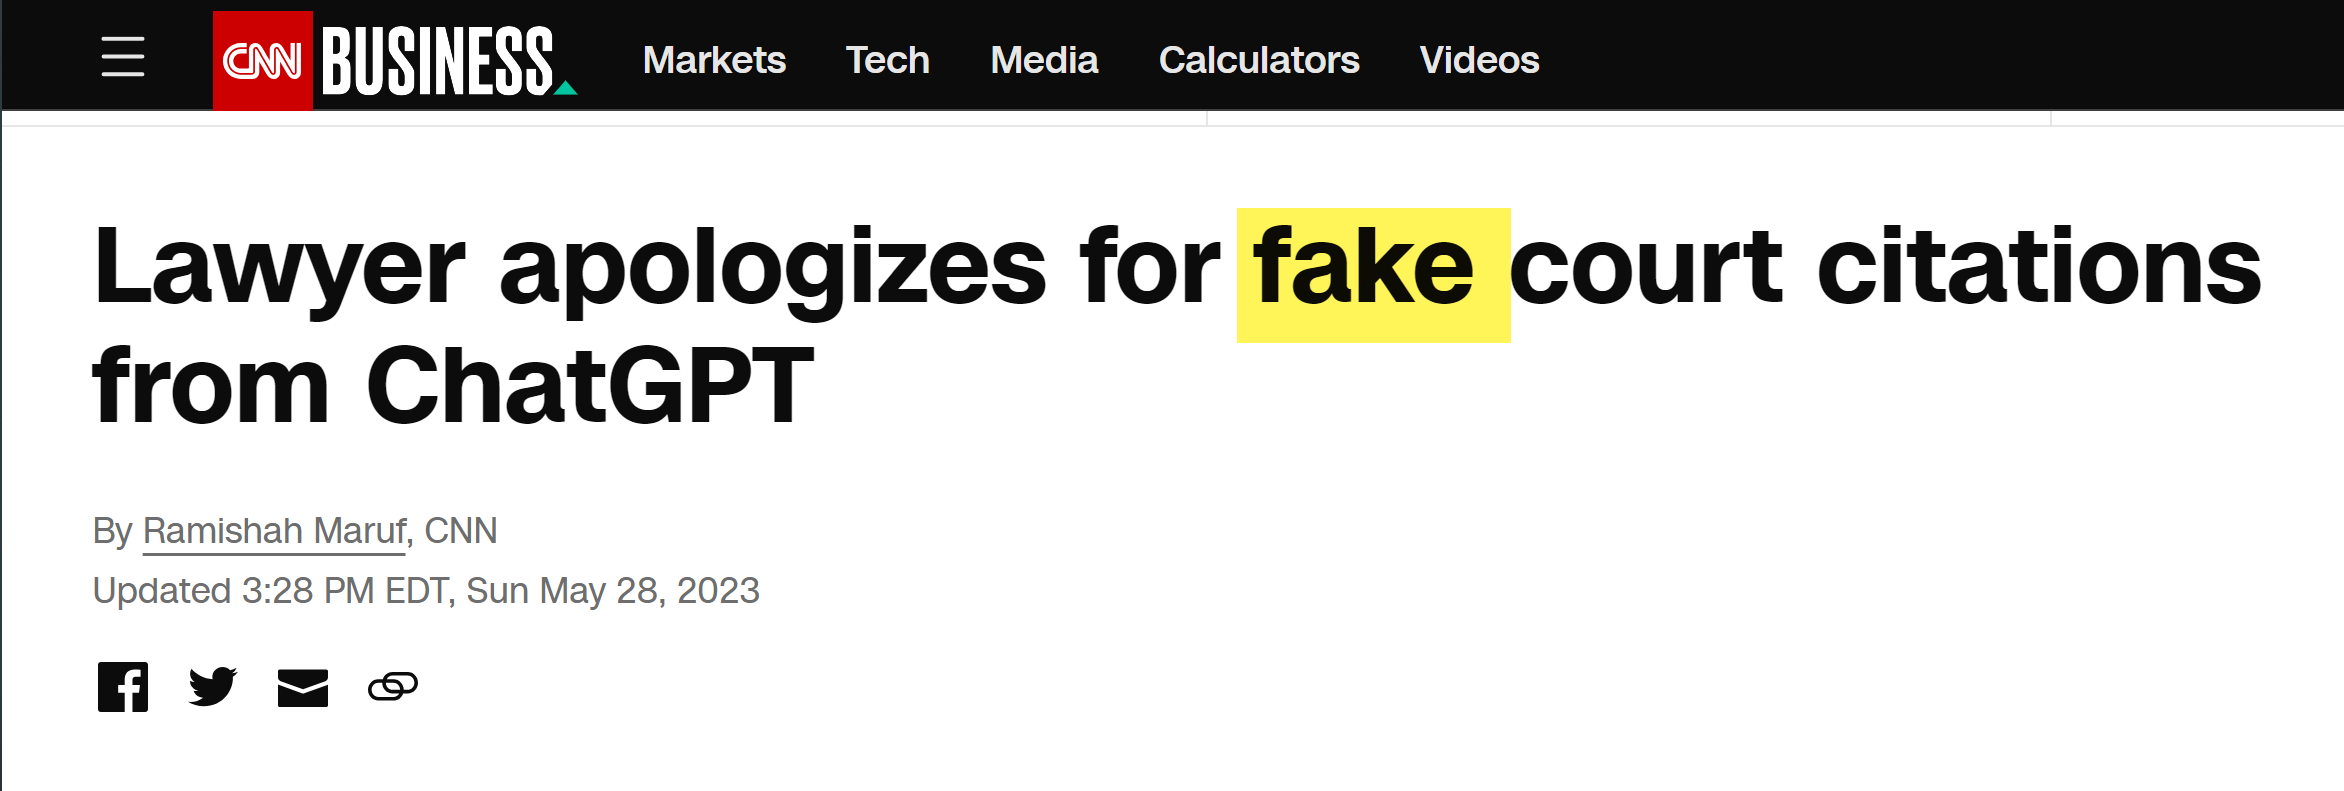 CNN BUSINESS Markets Tech Media Calculators Videos
Lawyer apologizes for fake court citations
from ChatGPT
By Ramishah Maruf, CNN
Updated 3:28 PM EDT, Sun May 28, 2023